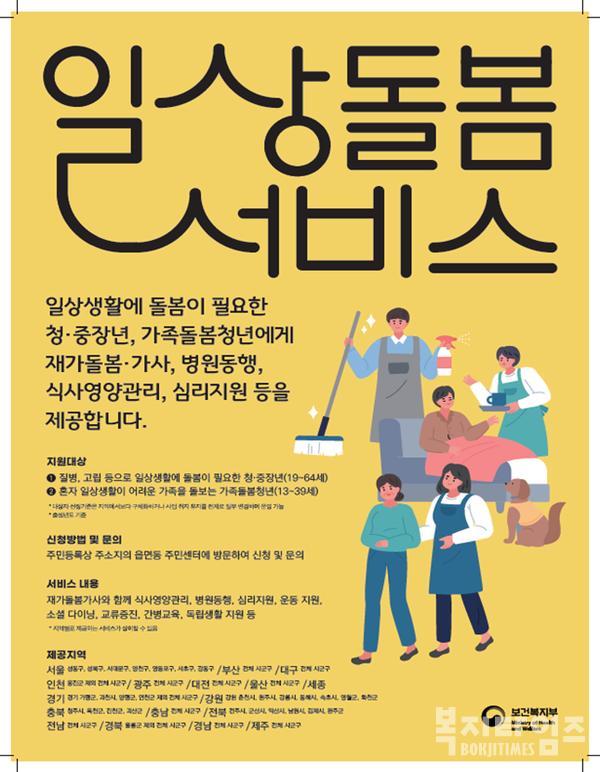 일상돌봄
서비스
일상생활에 돌봄이 필요한
청·중장년, 가족돌봄청년에게
재가돌봄·가사, 병원동행,
식사영양관리, 심리지원 등을
제공합니다.
지원대상
❶ 질병, 고립 등으로 일상생활에 돌봄이 필요한 청·중장년(19~64세)
❷ 혼자 일상생활이 어려운 가족을 돌보는 가족돌봄청년(13~39세)
* 대상자 선정기준은 지역에서보다 구체화하거나 사업 취지 유지를 전제로 일부 변경하여 운영 가능
* 출생년도 기준
신청방법 및 문의
주민등록상 주소지의 읍면동 주민센터에 방문하여 신청 및 문의
서비스 내용
재가돌봄가사와 함께 식사영양관리, 병원동행, 심리지원, 운동 지원,
소셜 다이닝, 교류증진, 간병교육, 독립생활 지원 등
* 지역별로 제공하는 서비스가 상이할 수 있음
제공지역
서울 성동구, 성북구, 서대문구, 양천구, 영등포구, 서초구, 강동구 / 부산 전체 시군구 / 대구 전체 시군구
인천 옹진군 제외 전체 시군구 / 광주 전체 시군구 / 대전 전체 시군구 / 울산 전체 시군구 / 세종
경기 경기 가평군, 과천시, 양평군, 연천군 제외 전체 시군구 / 강원 강원 춘천시, 원주시, 강릉시, 동해시, 속초시, 영월군, 화천군
충북 청주시, 옥천군, 진천군, 괴산군 / 충남 전체 시군구 / 전북 전주시, 군산시, 익산시, 남원시, 김제시, 완주군
전남 전체 시군구 / 경북 울릉군 제외 전체 시군구 / 경남 전체 시군구 / 제주 전체 시군구
보건복지부
Ministry of Health
and Welfare
복지타임즈
BOKJITIMES